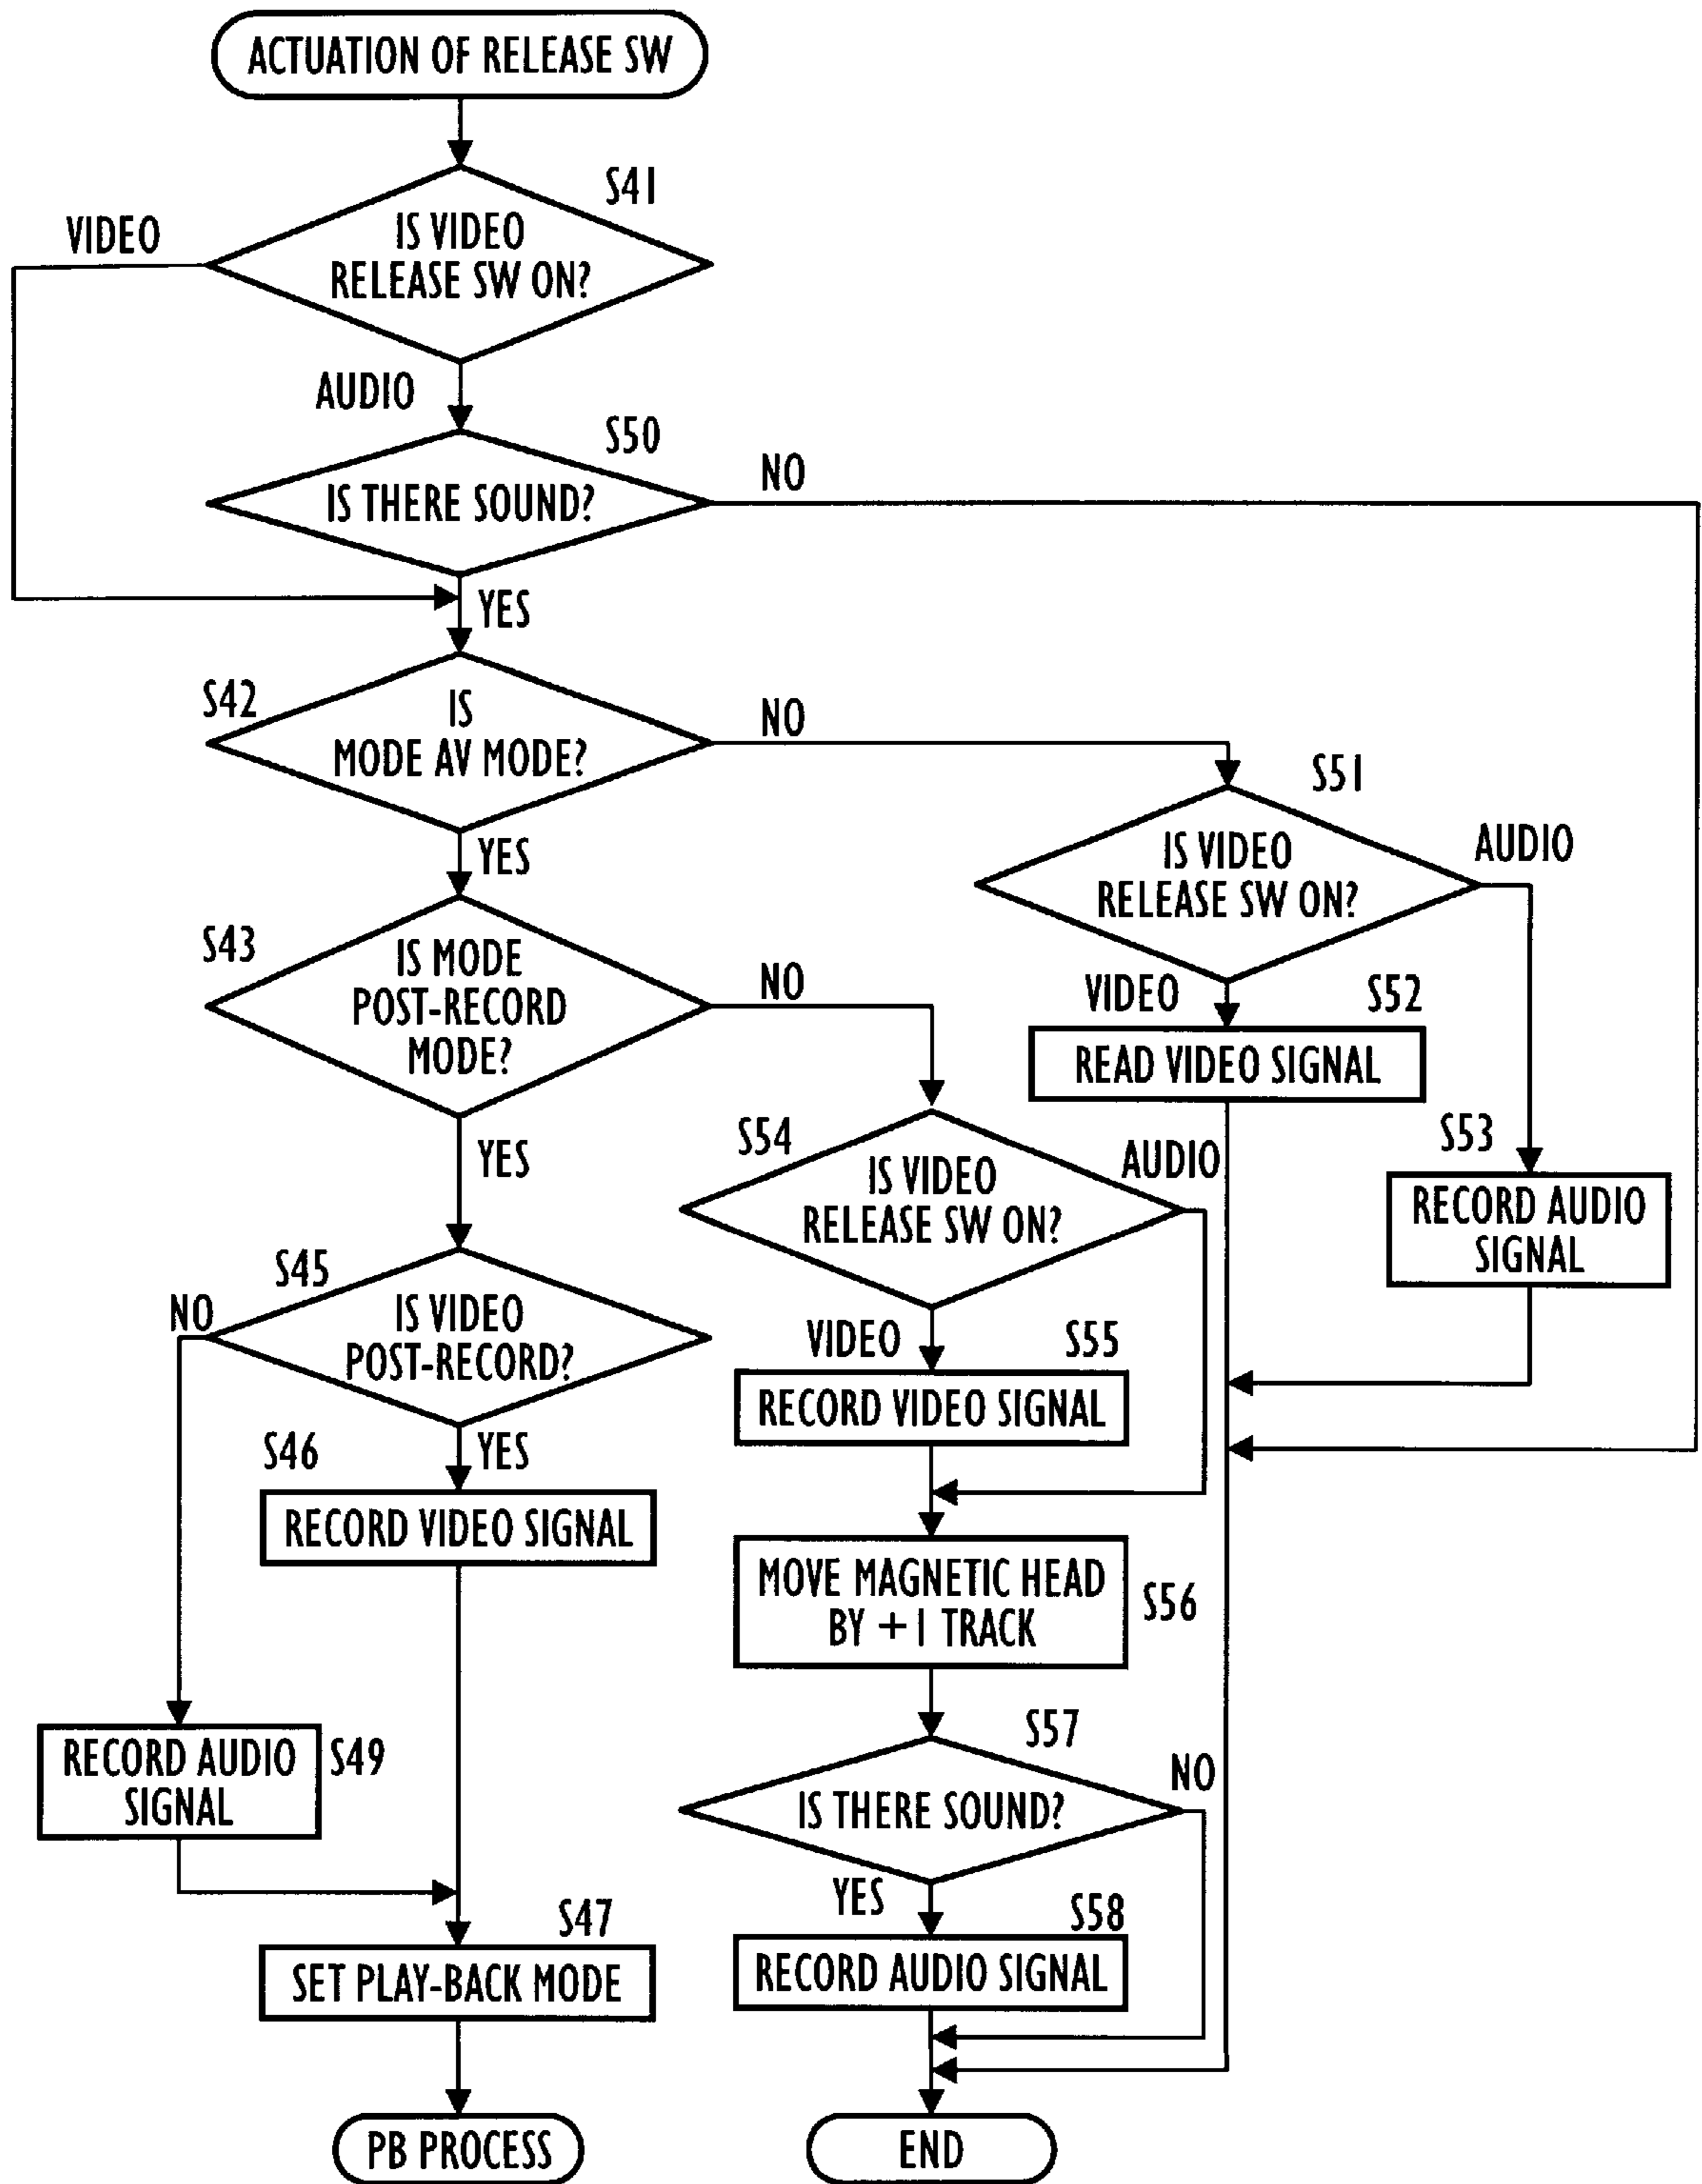 ACTUATION OF RELEASE SW
S41
VIDEO
IS VIDEO
RELEASE SW ON?
AUDIO
S50
NO
IS THERE SOUND?
YES
S42
IS
MODE AV MODE?
NO
YES
S51
IS VIDEO
RELEASE SW ON?
AUDIO
VIDEO
S52
READ VIDEO SIGNAL
S53
RECORD AUDIO
SIGNAL
S43
IS MODE
POST-RECORD
MODE?
NO
YES
S54
IS VIDEO
RELEASE SW ON?
AUDIO
VIDEO
S55
RECORD VIDEO SIGNAL
S45
NO
IS VIDEO
POST-RECORD?
S46
YES
RECORD VIDEO SIGNAL
MOVE MAGNETIC HEAD
BY +1 TRACK
S56
S57
IS THERE SOUND?
NO
YES
S58
RECORD AUDIO SIGNAL
RECORD AUDIO
SIGNAL
S49
S47
SET PLAY-BACK MODE
PB PROCESS
END